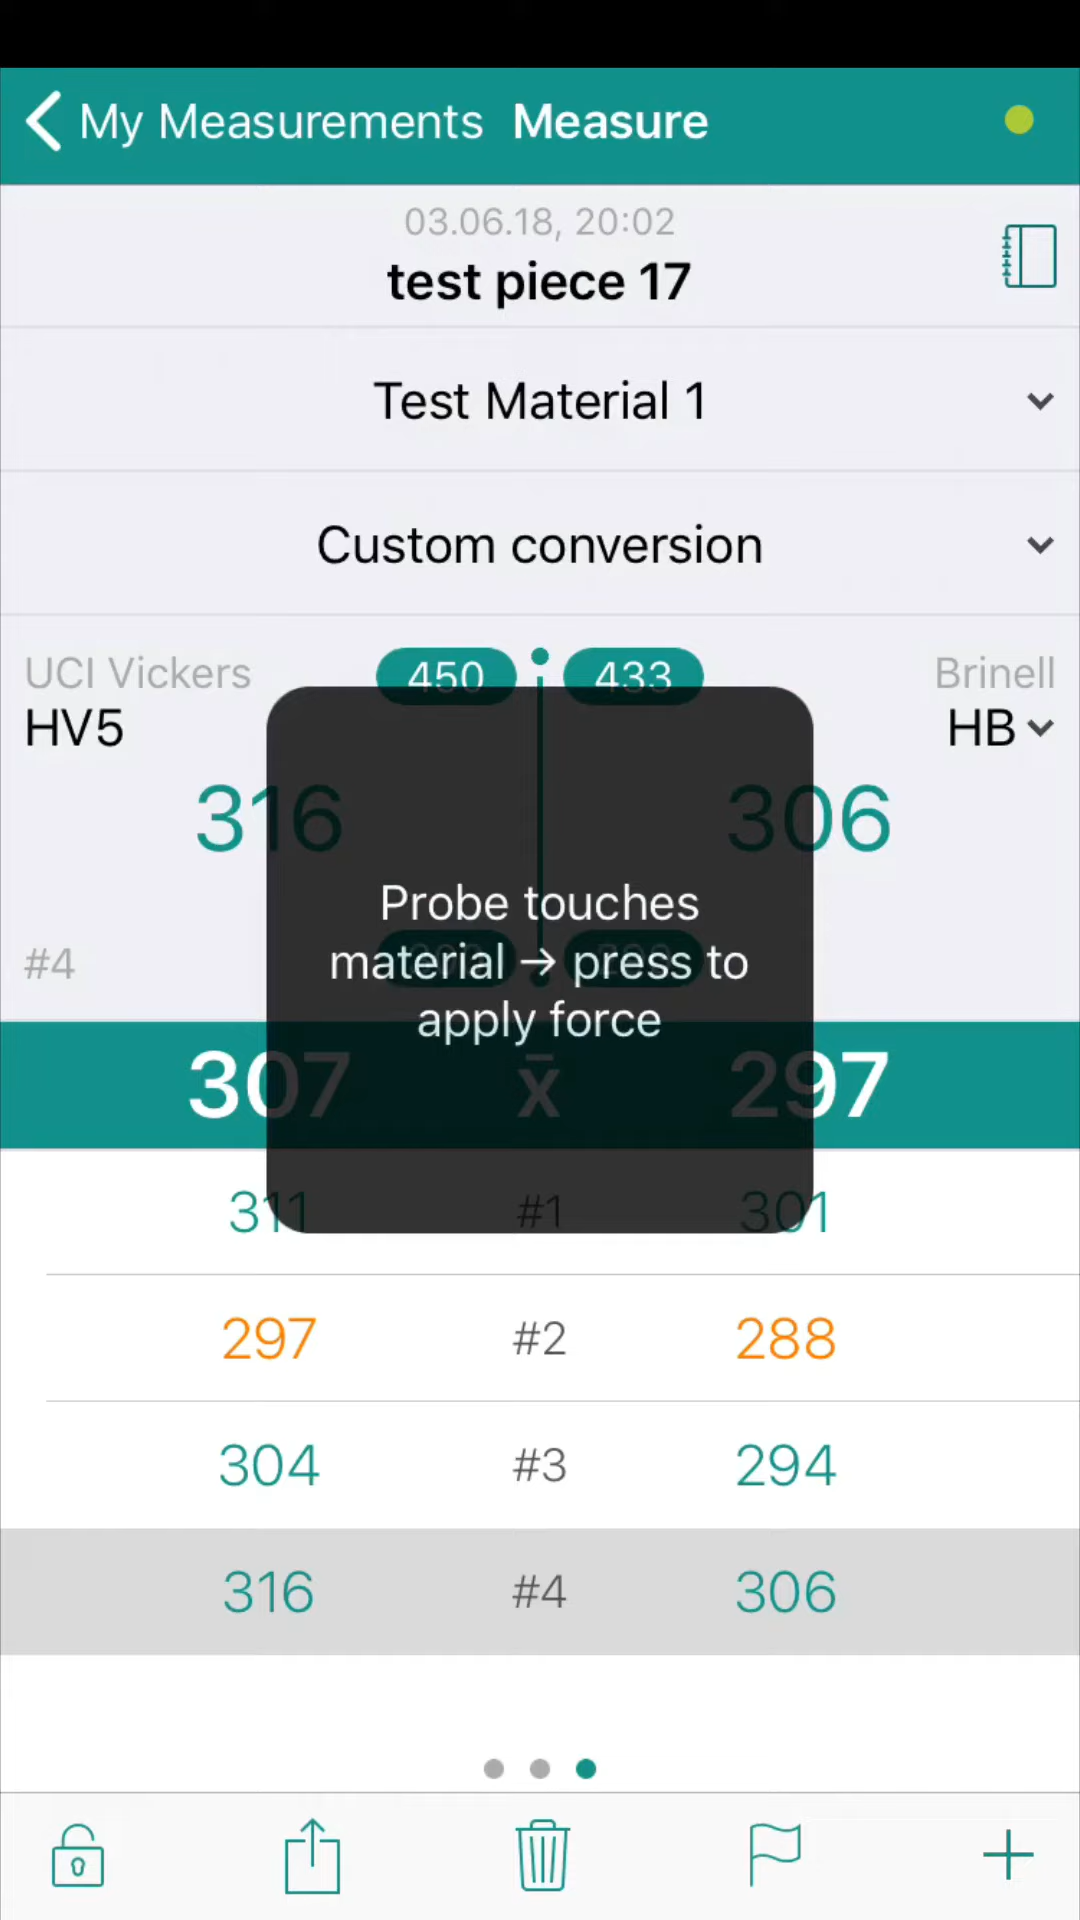 My Measurements Measure
03.06.18, 20:02
test piece 17
Test Material 1
Custom conversion
UCI Vickers 450 433 Brinell
HV5 HB
316 306
Probe touches
material → press to
apply force
#4
307 x̄ 297
311 #1 301
297 #2 288
304 #3 294
316 #4 306